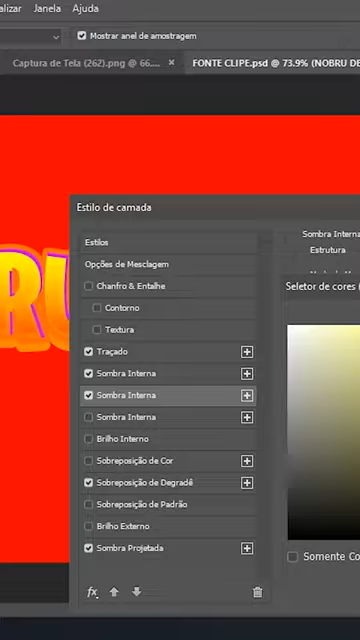 alizar Janela Ajuda
Mostrar anel de amostragem
Captura de Tela (262).png @ 66.... × FONTE CLIPE.psd @ 73.9% (NOBRU DE
Estilo de camada
Estilos
Opções de Mesclagem
Chanfro & Entalhe
Contorno
Textura
Traçado
Sombra Interna
Sombra Interna
Sombra Interna
Brilho Interno
Sobreposição de Cor
Sobreposição de Degradê
Sobreposição de Padrão
Brilho Externo
Sombra Projetada
fx
Sombra Interna
Estrutura
Seletor de cores (
Somente Co
RU